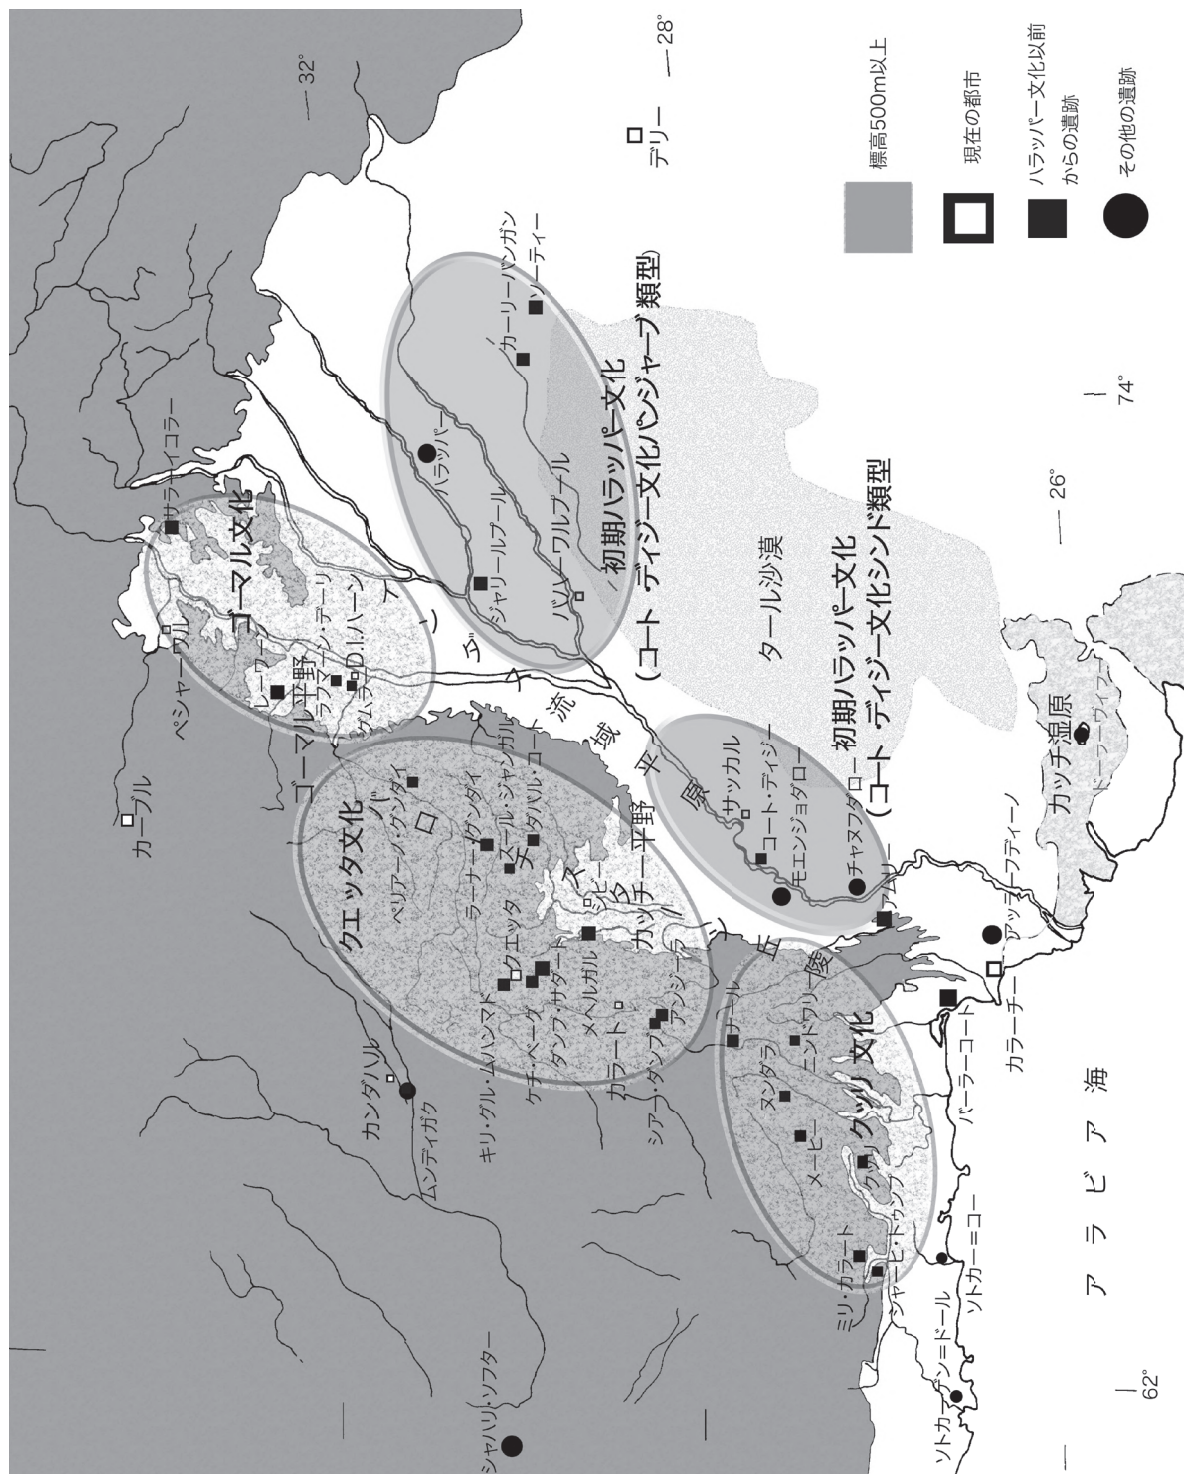 32°
28°
デリー
標高500m以上
現在の都市
ハラッパー文化以前
からの遺跡
その他の遺跡
カーリーバンガン
ソーティー
初期ハラッパー文化
(コート ディジー文化パンジャーブ類型)
74°
26°
サライコラー
ゴーマル文化
ハラッパー
ジャリールプール
バハーワルプール
ペシャーワル
レーワーン
ゴーマル平野
ラフマーン・デーリ
D.I.ハーン
グムラー
インダス流域平原
タール沙漠
初期ハラッパー文化
(コート ディジー文化シンド類型)
カーブル
クエッタ文化
ペリアーノ・グンダイ
ラーナー・グンダイ
スール・ジャンガル
ダバル・コート
バローチスターン丘陵
シビー
カッチー平野
サッカル
コート・ディジー
モエンジョダロー
チャヌフダロー
カッチ湿原
ドーラーヴィーラー
アムリー
アッラーフディーノ
クエッタ
キリ・グル・ムハンマド
ケチ・ベーグ
ダンブ・サダート
メヘルガル
カラート
シアー・ダンブ
アンジーラ
カンダハル
ムンディガク
ナール
ニンドワリー
ヌンダラ
メーヒー
クッリ文化
クッリ
ミリ・カラート
シャーヒ・トゥンプ
バーラーコート
カラーチー
アラビア海
ソトカー=コー
ソトカーゲン=ドール
シャハリ・ソフタ―
62°